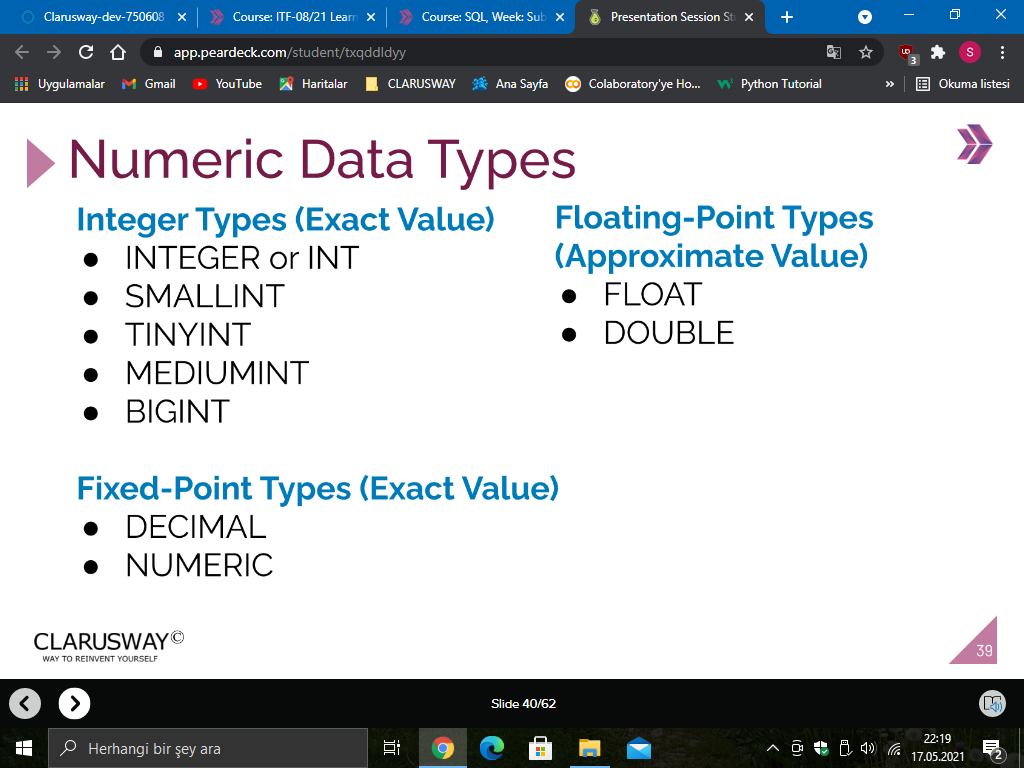 Clarusway-dev-750608
Course: ITF-08/21 Learn
Course: SQL, Week: Sub
Presentation Session St
app.peardeck.com/student/txqddldyy
UD
3
S
Uygulamalar
Gmail
YouTube
Haritalar
CLARUSWAY
Ana Sayfa
Colaboratory'ye Ho...
Python Tutorial
»
Okuma listesi
Numeric Data Types
Integer Types (Exact Value)
● INTEGER or INT
● SMALLINT
● TINYINT
● MEDIUMINT
● BIGINT
Fixed-Point Types (Exact Value)
● DECIMAL
● NUMERIC
Floating-Point Types
(Approximate Value)
● FLOAT
● DOUBLE
CLARUSWAY©
WAY TO REINVENT YOURSELF
39
Slide 40/62
Herhangi bir şey ara
22:19
17.05.2021
2